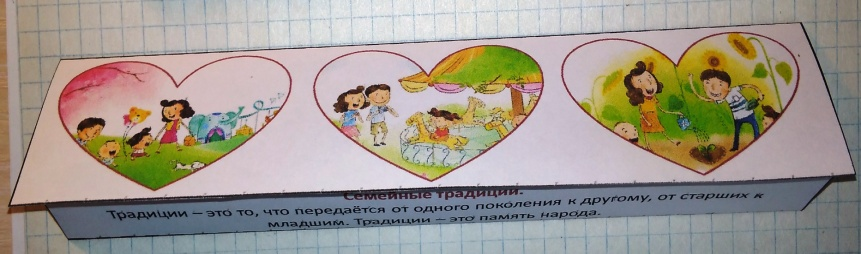 Семейные традиции.
Традиции – это то, что передаётся от одного поколения к другому, от старших к
младшим. Традиции – это память народа.